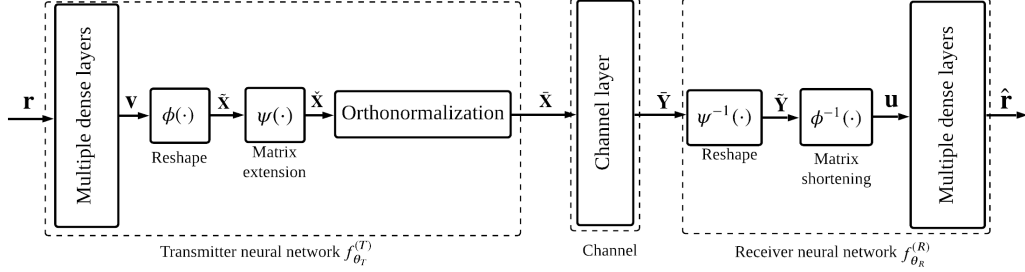 r
Multiple dense layers
v
ϕ(·)
Reshape
X̃
ψ(·)
Matrix
extension
X̌
Orthonormalization
X̄
Channel layer
Ȳ
ψ⁻¹(·)
Reshape
Ỹ
ϕ⁻¹(·)
Matrix
shortening
u
Multiple dense layers
r̂
Transmitter neural network f_{θ_T}^{(T)}
Channel
Receiver neural network f_{θ_R}^{(R)}